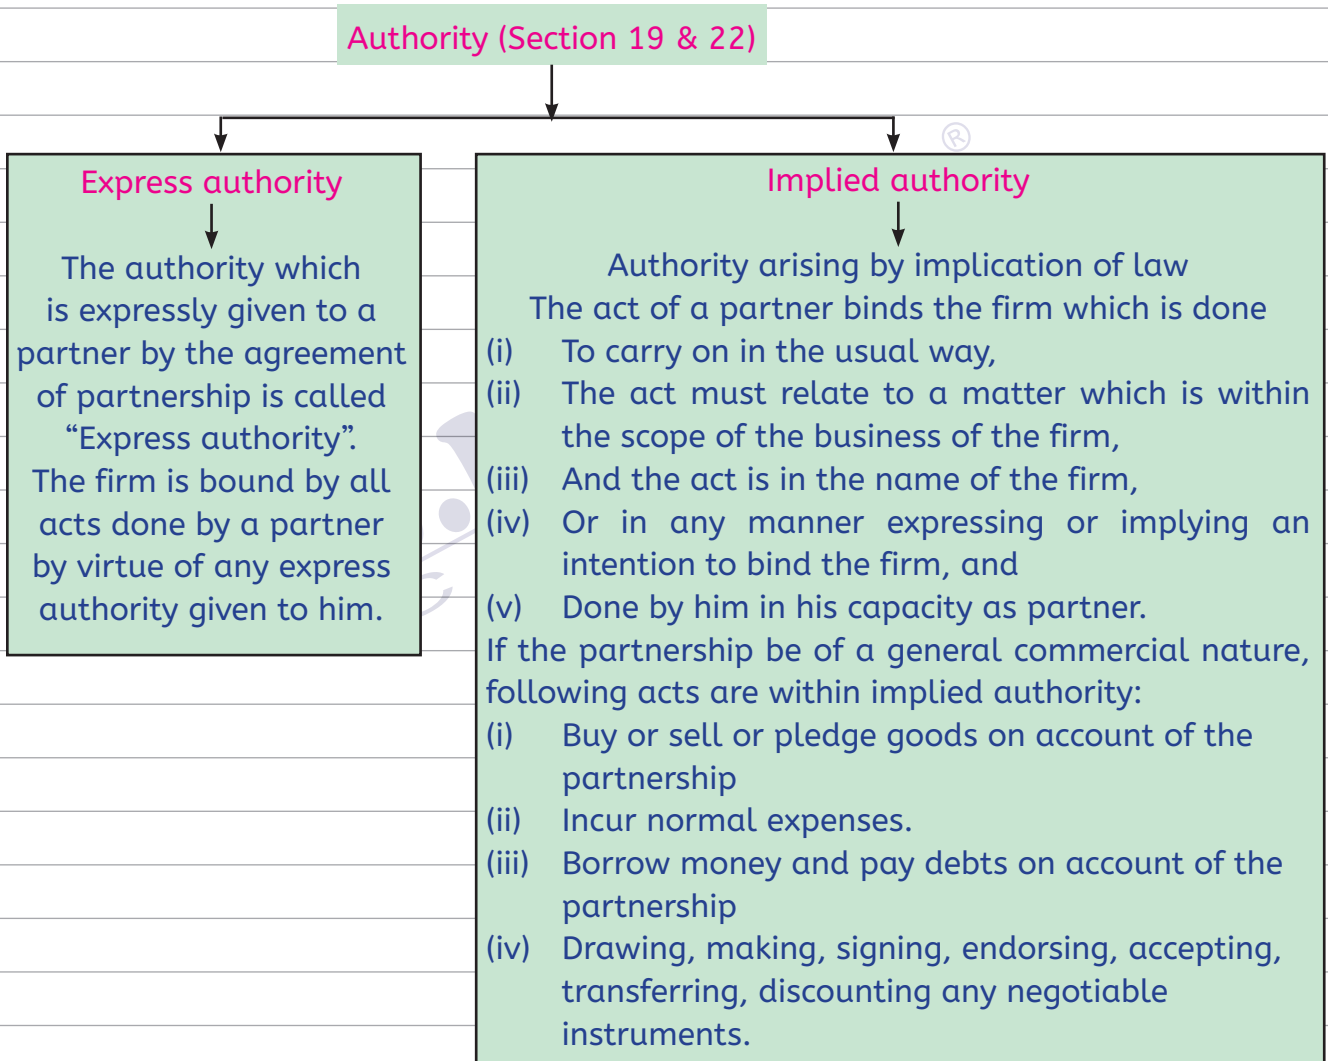 Authority (Section 19 & 22)
®
Express authority
The authority which
is expressly given to a
partner by the agreement
of partnership is called
“Express authority”.
The firm is bound by all
acts done by a partner
by virtue of any express
authority given to him.
Implied authority
Authority arising by implication of law
The act of a partner binds the firm which is done
(i) To carry on in the usual way,
(ii) The act must relate to a matter which is within
the scope of the business of the firm,
(iii) And the act is in the name of the firm,
(iv) Or in any manner expressing or implying an
intention to bind the firm, and
(v) Done by him in his capacity as partner.
If the partnership be of a general commercial nature,
following acts are within implied authority:
(i) Buy or sell or pledge goods on account of the
partnership
(ii) Incur normal expenses.
(iii) Borrow money and pay debts on account of the
partnership
(iv) Drawing, making, signing, endorsing, accepting,
transferring, discounting any negotiable
instruments.